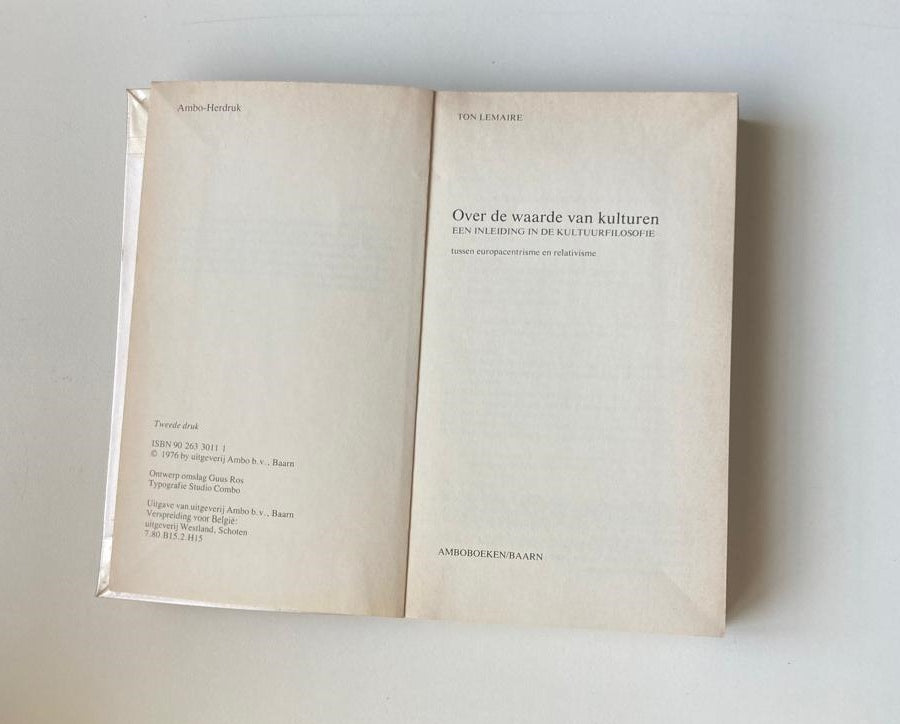 Ambo-Herdruk
Tweede druk
ISBN 90 263 3011 1
© 1976 by uitgeverij Ambo b.v., Baarn
Ontwerp omslag Guus Ros
Typografie Studio Combo
Uitgave van uitgeverij Ambo b.v., Baarn
Verspreiding voor België:
uitgeverij Westland, Schoten
7.80.B15.2.H15
TON LEMAIRE
Over de waarde van kulturen
EEN INLEIDING IN DE KULTUURFILOSOFIE
tussen europacentrisme en relativisme
AMBOBOEKEN/BAARN